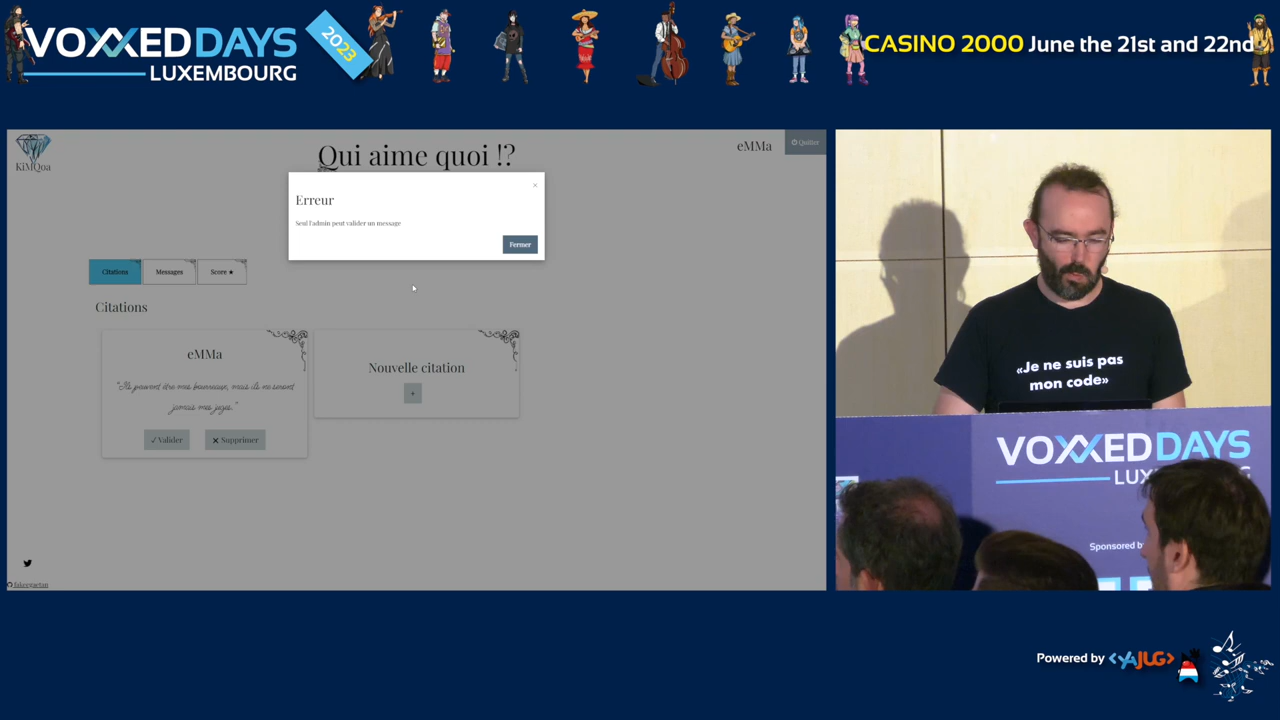 VOXXED DAYS
LUXEMBOURG
2023
CASINO 2000 June the 21st and 22nd
KiMQoa
Qui aime quoi !?
eMMa
Quitter
×
Erreur
Seul l'admin peut valider un message
Fermer
Citations
Messages
Score ★
Citations
eMMa
"Ils peuvent être mes bourreaux, mais ils ne seront
jamais mes juges."
✓ Valider
✕ Supprimer
Nouvelle citation
+
«Je ne suis pas
mon code»
VOXXED DAYS
LUX
Sponsored by
Powered by <YAJUG>